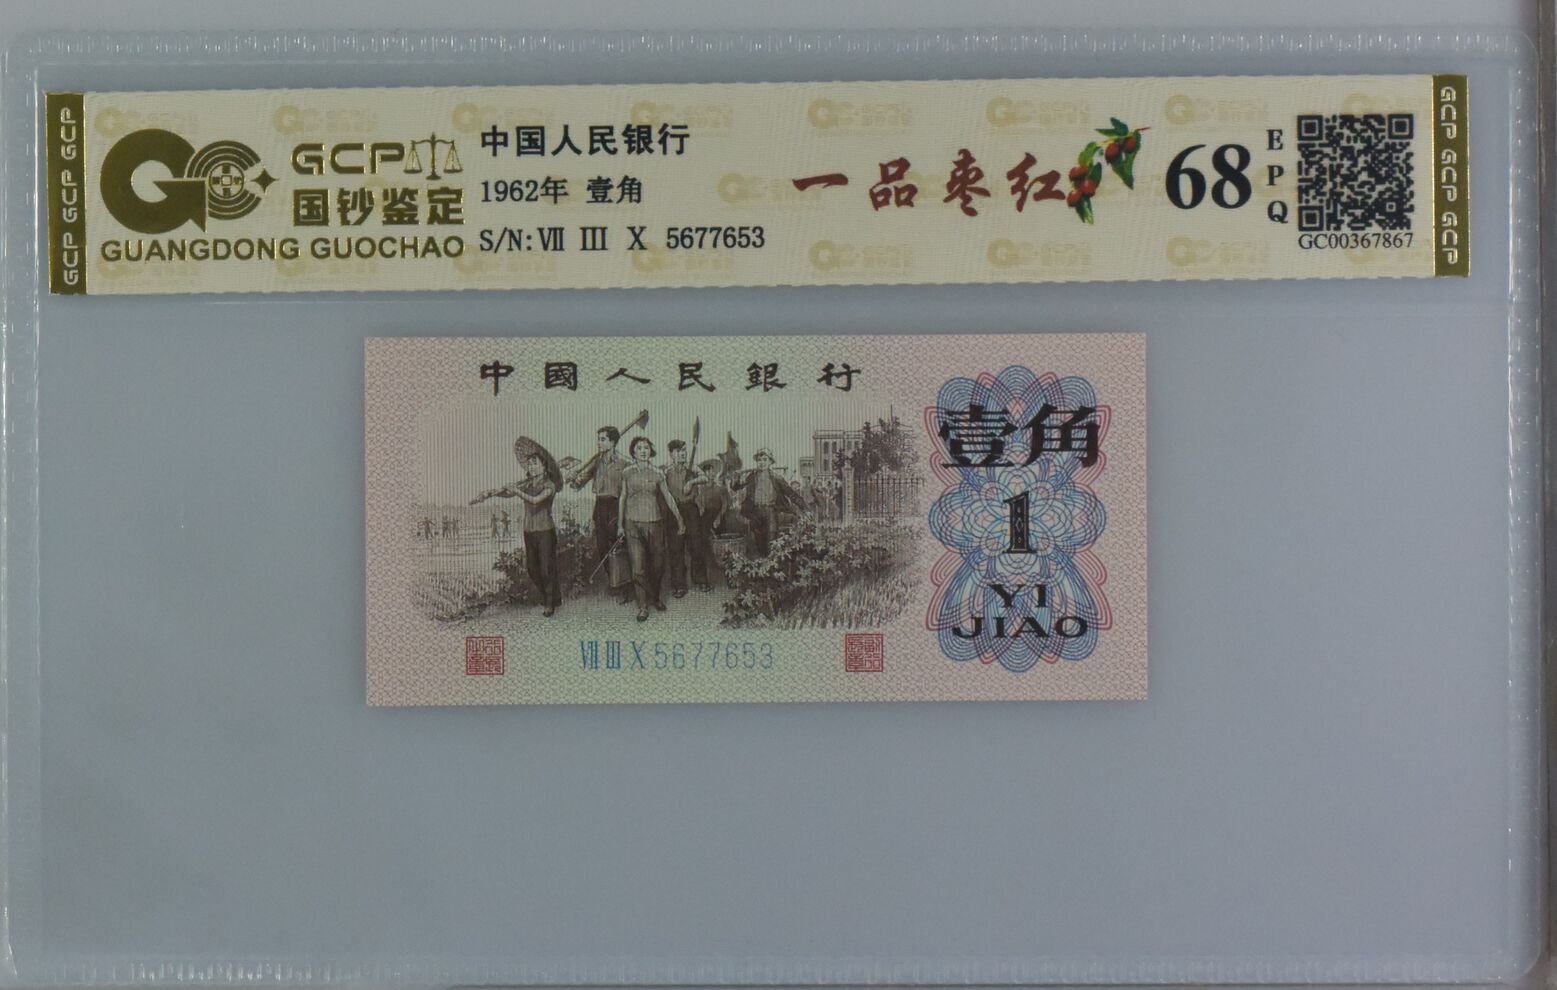 GCP GCP GCP
GCP
国钞鉴定
GUANGDONG GUOCHAO
中国人民银行
1962年 壹角
S/N: Ⅶ Ⅲ Ⅹ 5677653
一品枣红
68
EPQ
GC00367867
GCP GCP GCP
中國人民銀行
壹角
1
YI
JIAO
Ⅶ Ⅲ Ⅹ 5677653